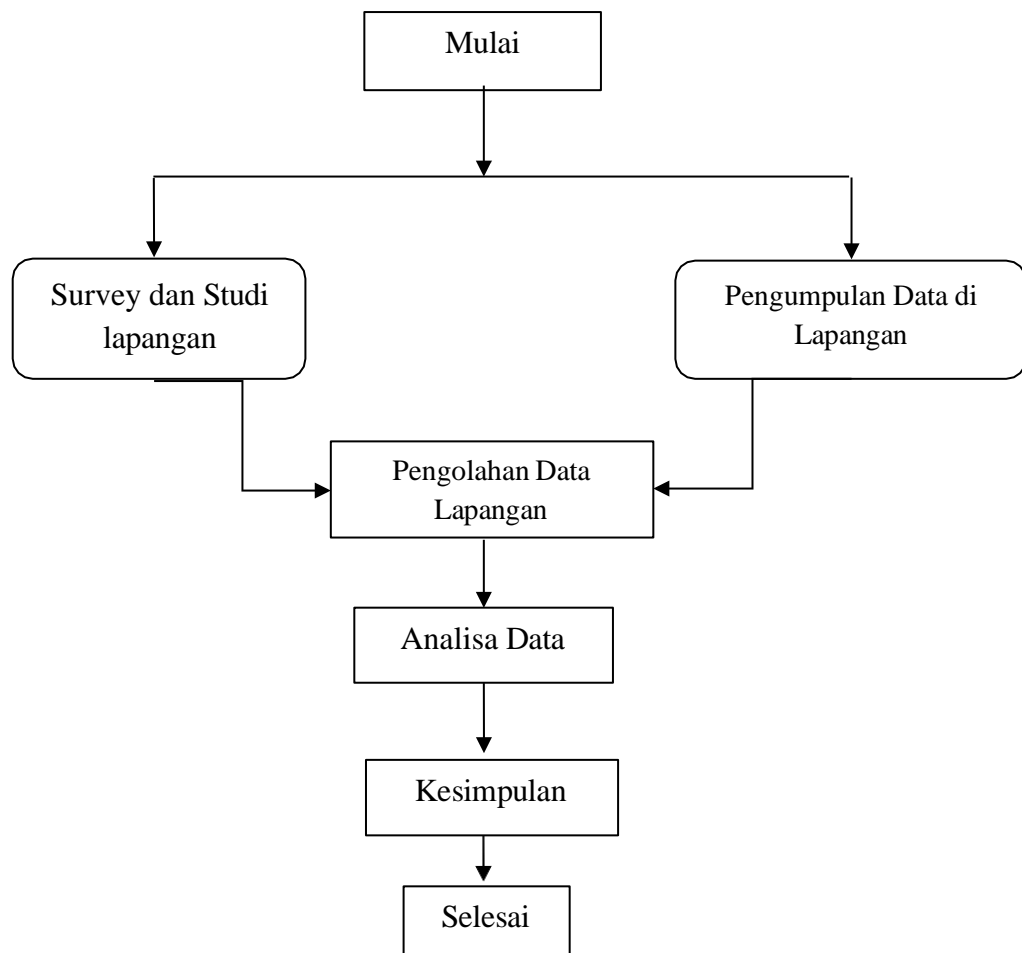 Mulai
Survey dan Studi
lapangan
Pengumpulan Data di
Lapangan
Pengolahan Data
Lapangan
Analisa Data
Kesimpulan
Selesai